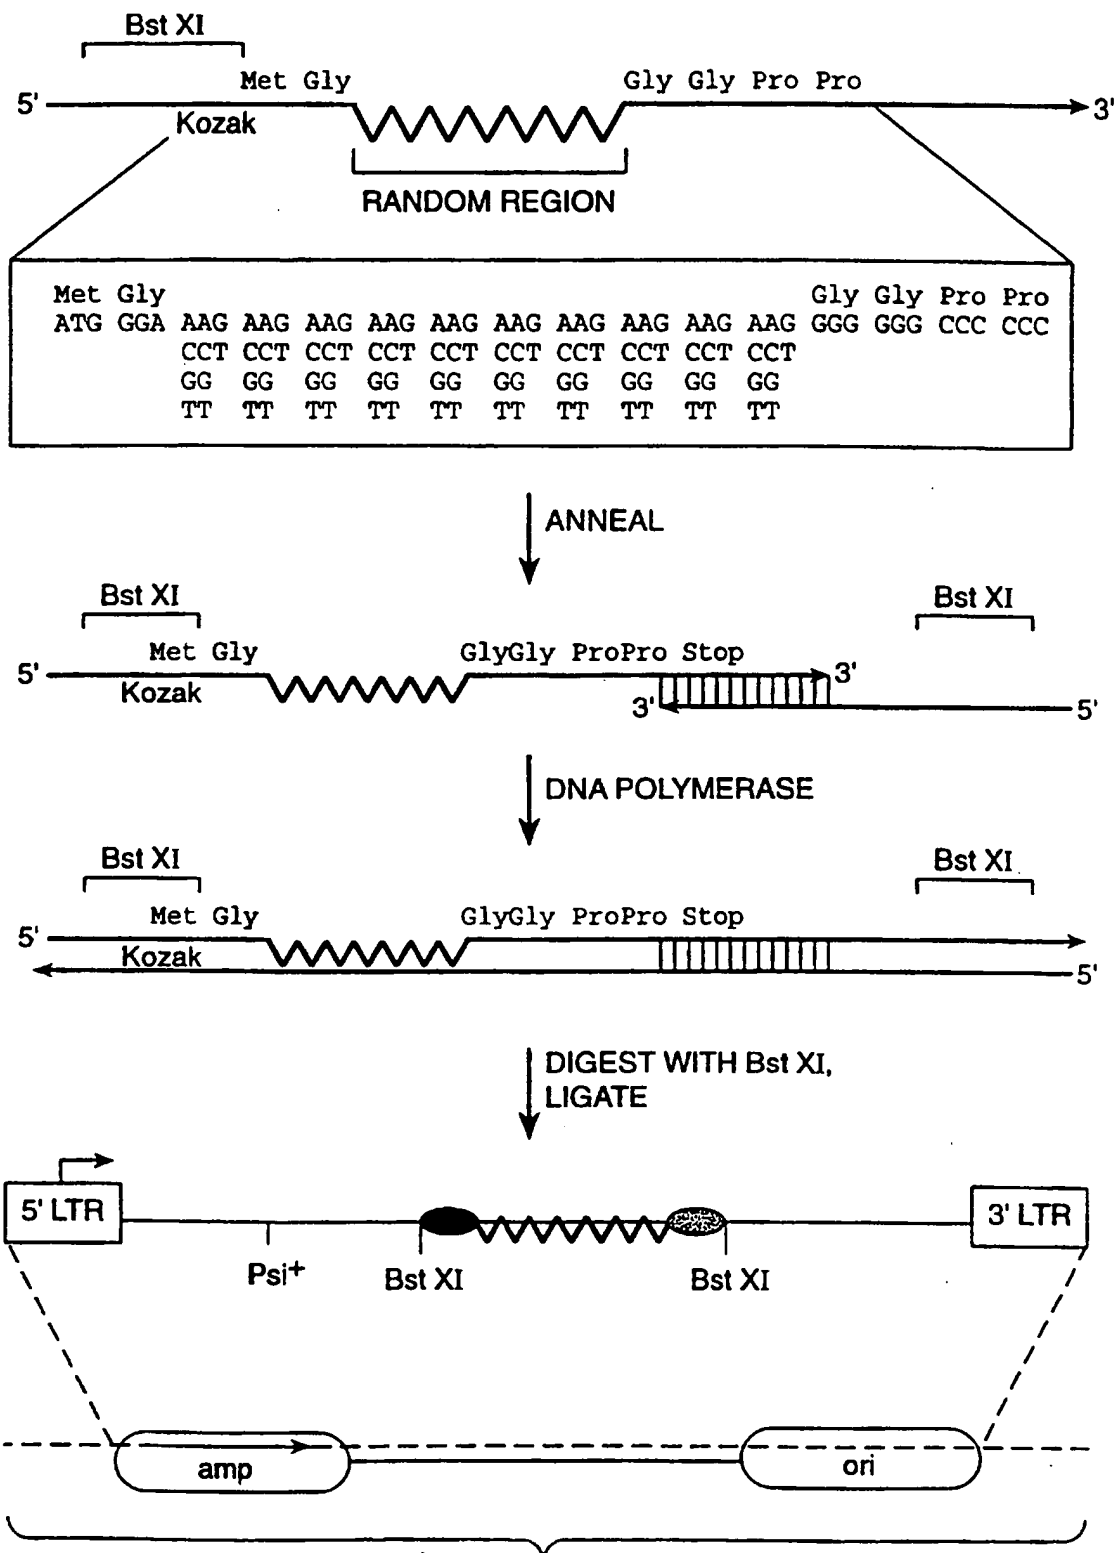 Bst XI
Met Gly Gly Gly Pro Pro
5' 3'
Kozak
RANDOM REGION
Met Gly Gly Gly Pro Pro
ATG GGA AAG AAG AAG AAG AAG AAG AAG AAG AAG AAG GGG GGG CCC CCC
CCT CCT CCT CCT CCT CCT CCT CCT CCT CCT
GG GG GG GG GG GG GG GG GG GG
TT TT TT TT TT TT TT TT TT TT
ANNEAL
Bst XI Bst XI
Met Gly GlyGly ProPro Stop
5' 3'
Kozak
3' 5'
DNA POLYMERASE
Bst XI Bst XI
Met Gly GlyGly ProPro Stop
5'
Kozak
5'
DIGEST WITH Bst XI,
LIGATE
5' LTR 3' LTR
Psi+ Bst XI Bst XI
amp ori